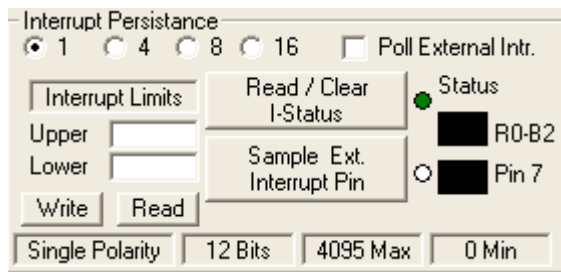 Interrupt Persistance
1 4 8 16 Poll External Intr.
Interrupt Limits
Read / Clear
I-Status
Status
Upper
R0-B2
Lower
Sample Ext.
Interrupt Pin
Pin 7
Write Read
Single Polarity 12 Bits 4095 Max 0 Min